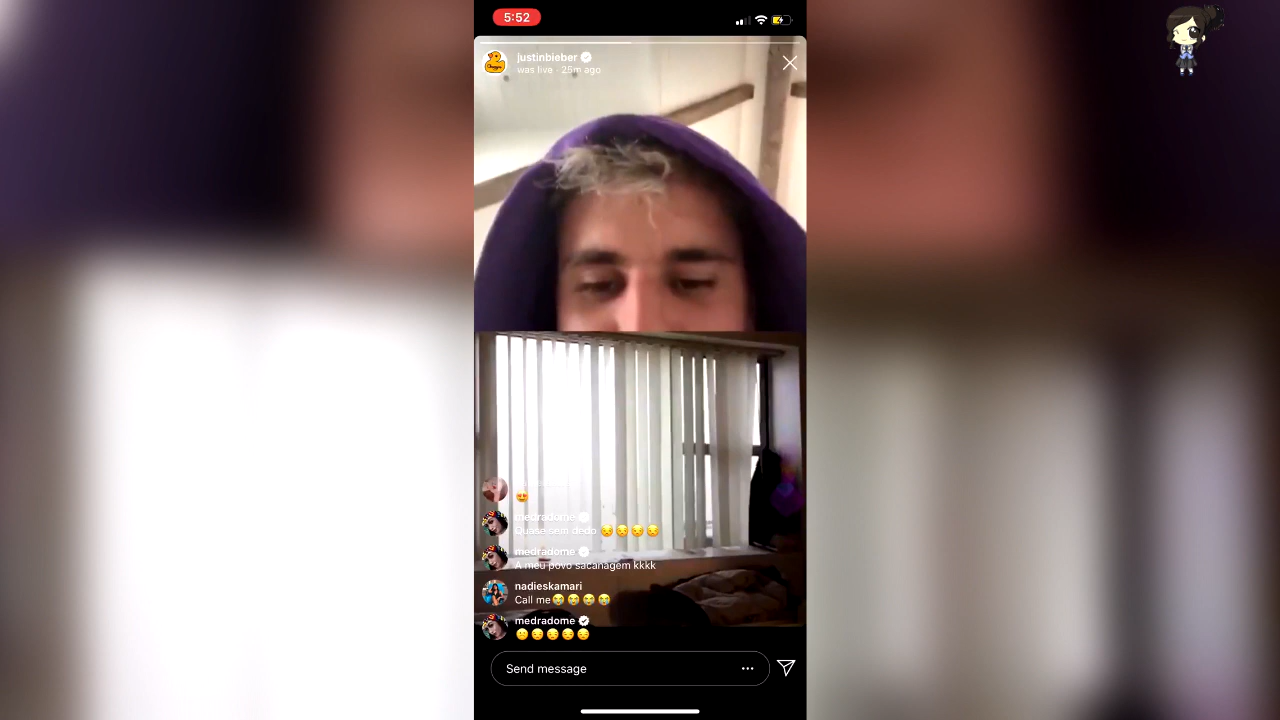 5:52
justinbieber
was live · 25m ago
medradome
Quase sem dedo 😒😒😒😒
medradome
A meu povo sacanagem kkkk
nadieskamari
Call me😭😭😭😭
medradome
Send message